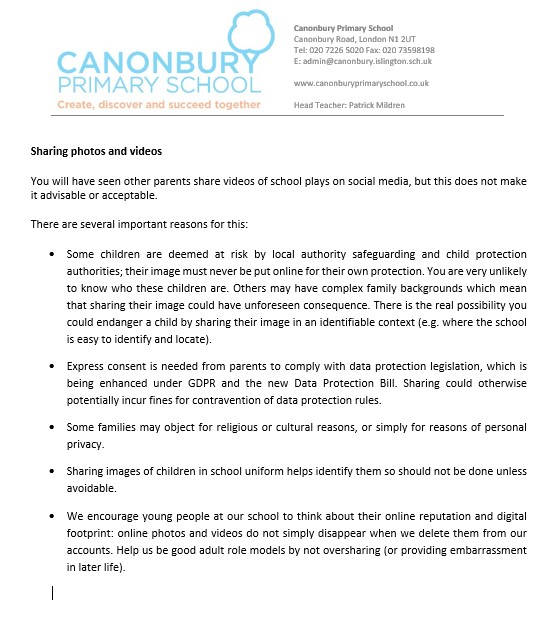 CANONBURY
PRIMARY SCHOOL
Create, discover and succeed together
Canonbury Primary School
Canonbury Road, London N1 2UT
Tel: 020 7226 5020 Fax: 020 73598198
E: admin@canonbury.islington.sch.uk
www.canonburyprimaryschool.co.uk
Head Teacher: Patrick Mildren
Sharing photos and videos
You will have seen other parents share videos of school plays on social media, but this does not make
it advisable or acceptable.
There are several important reasons for this:
• Some children are deemed at risk by local authority safeguarding and child protection
authorities; their image must never be put online for their own protection. You are very unlikely
to know who these children are. Others may have complex family backgrounds which mean
that sharing their image could have unforeseen consequence. There is the real possibility you
could endanger a child by sharing their image in an identifiable context (e.g. where the school
is easy to identify and locate).
• Express consent is needed from parents to comply with data protection legislation, which is
being enhanced under GDPR and the new Data Protection Bill. Sharing could otherwise
potentially incur fines for contravention of data protection rules.
• Some families may object for religious or cultural reasons, or simply for reasons of personal
privacy.
• Sharing images of children in school uniform helps identify them so should not be done unless
avoidable.
• We encourage young people at our school to think about their online reputation and digital
footprint: online photos and videos do not simply disappear when we delete them from our
accounts. Help us be good adult role models by not oversharing (or providing embarrassment
in later life).